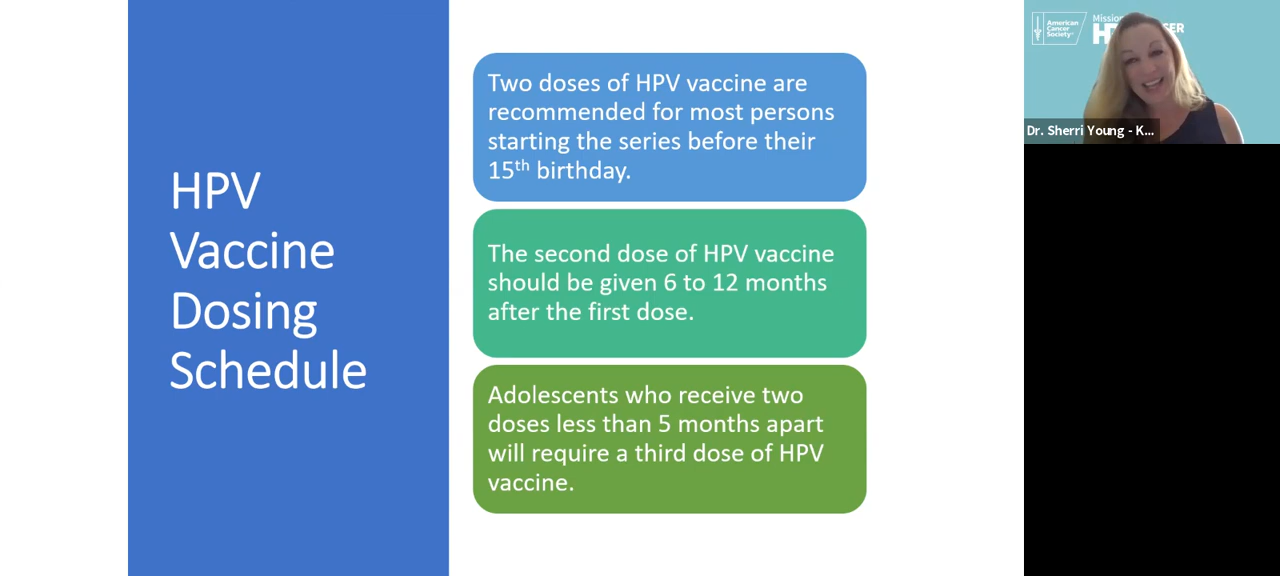 HPV
Vaccine
Dosing
Schedule
Two doses of HPV vaccine are
recommended for most persons
starting the series before their
15th birthday.
The second dose of HPV vaccine
should be given 6 to 12 months
after the first dose.
Adolescents who receive two
doses less than 5 months apart
will require a third dose of HPV
vaccine.
American
Cancer
Society
Dr. Sherri Young - K...